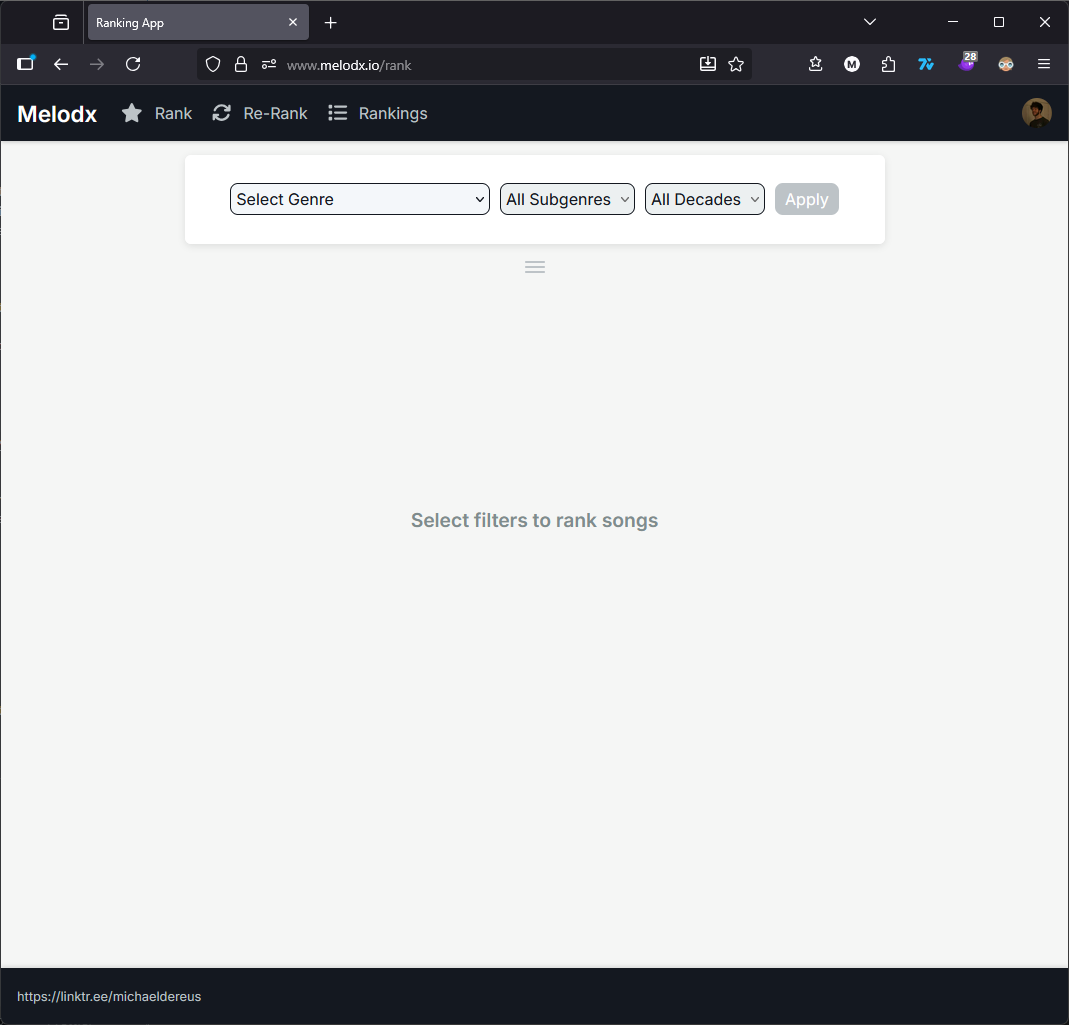 Ranking App
www.melodx.io/rank
M
28
Melodx Rank Re-Rank Rankings
Select Genre All Subgenres All Decades Apply
Select filters to rank songs
https://linktr.ee/michaeldereus